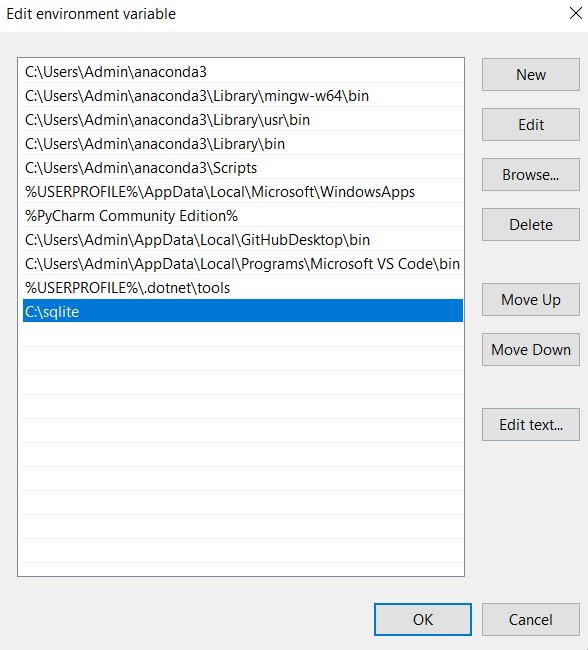 Edit environment variable
C:\Users\Admin\anaconda3
C:\Users\Admin\anaconda3\Library\mingw-w64\bin
C:\Users\Admin\anaconda3\Library\usr\bin
C:\Users\Admin\anaconda3\Library\bin
C:\Users\Admin\anaconda3\Scripts
%USERPROFILE%\AppData\Local\Microsoft\WindowsApps
%PyCharm Community Edition%
C:\Users\Admin\AppData\Local\GitHubDesktop\bin
C:\Users\Admin\AppData\Local\Programs\Microsoft VS Code\bin
%USERPROFILE%\.dotnet\tools
C:\sqlite
New
Edit
Browse...
Delete
Move Up
Move Down
Edit text...
OK
Cancel